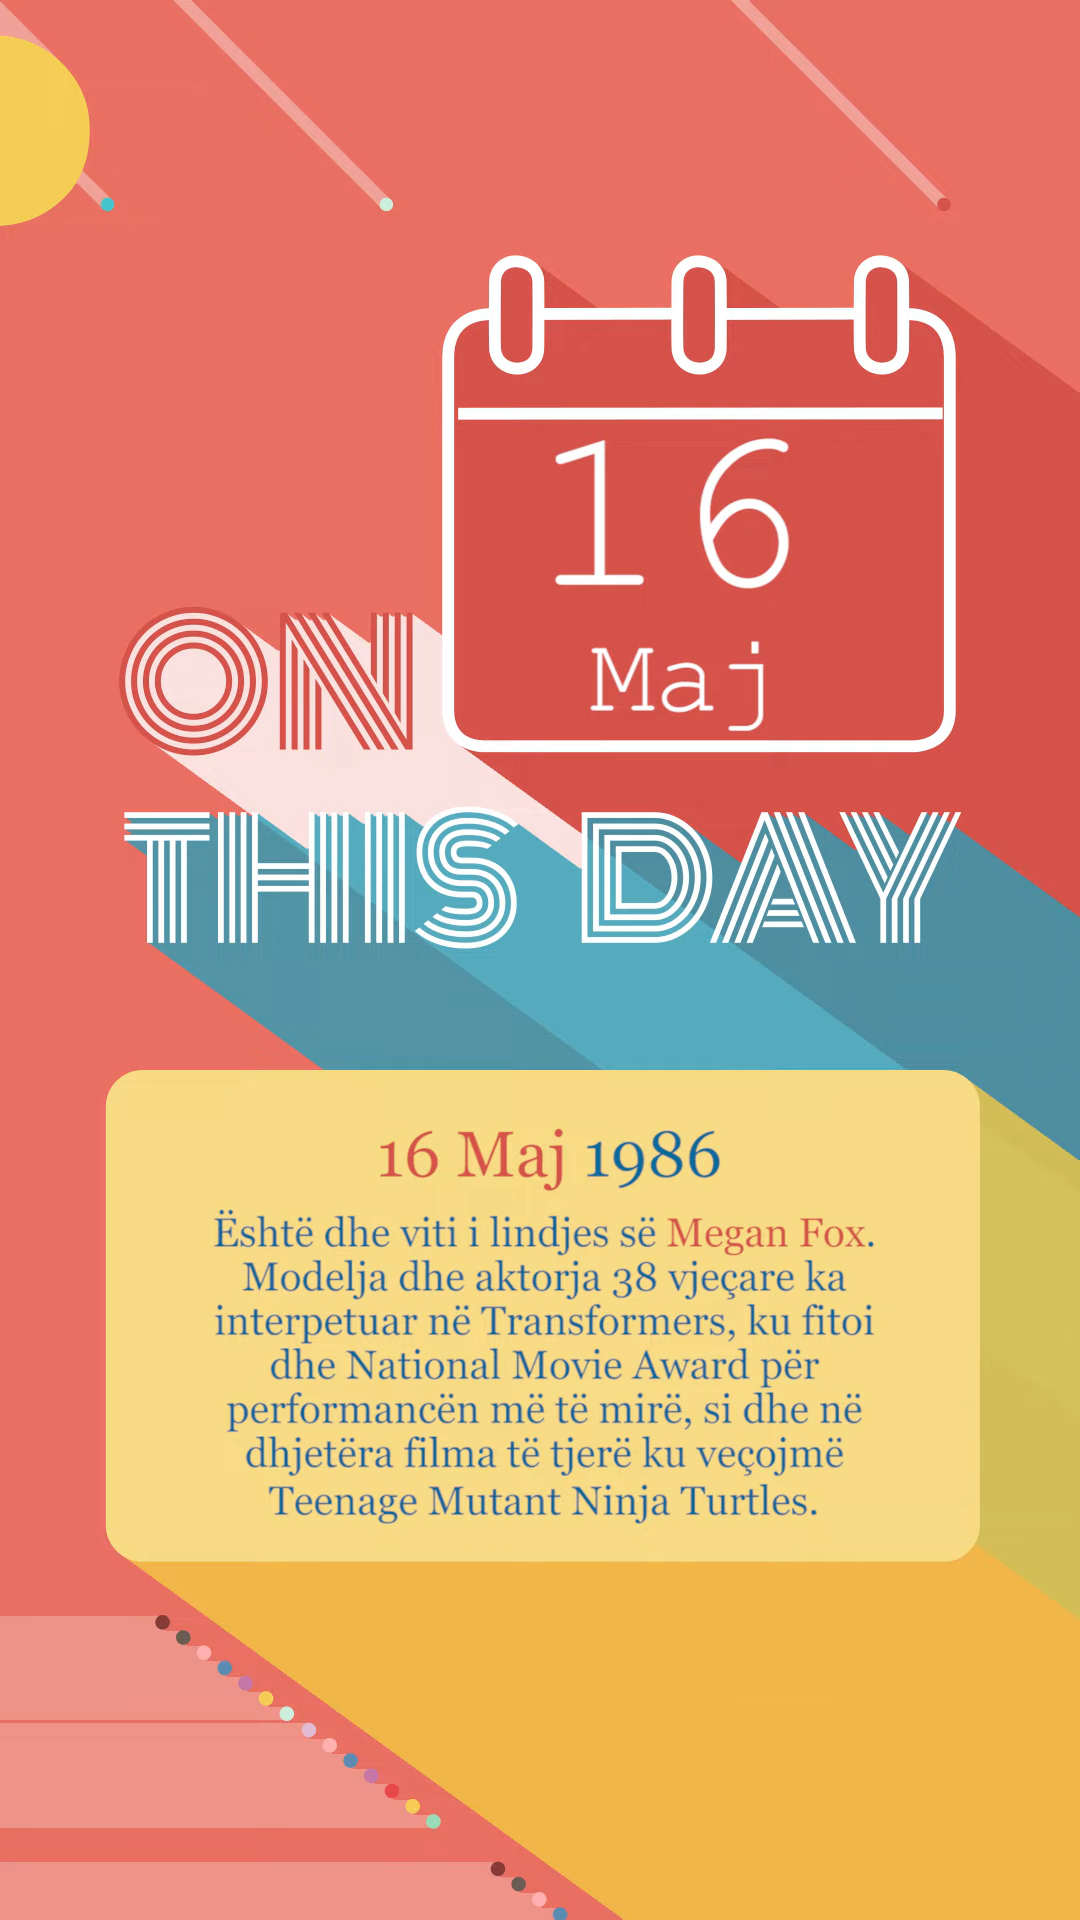 16
Maj
ON
THIS DAY
16 Maj 1986
Është dhe viti i lindjes së Megan Fox.
Modelja dhe aktorja 38 vjeçare ka
interpetuar në Transformers, ku fitoi
dhe National Movie Award për
performancën më të mirë, si dhe në
dhjetëra filma të tjerë ku veçojmë
Teenage Mutant Ninja Turtles.